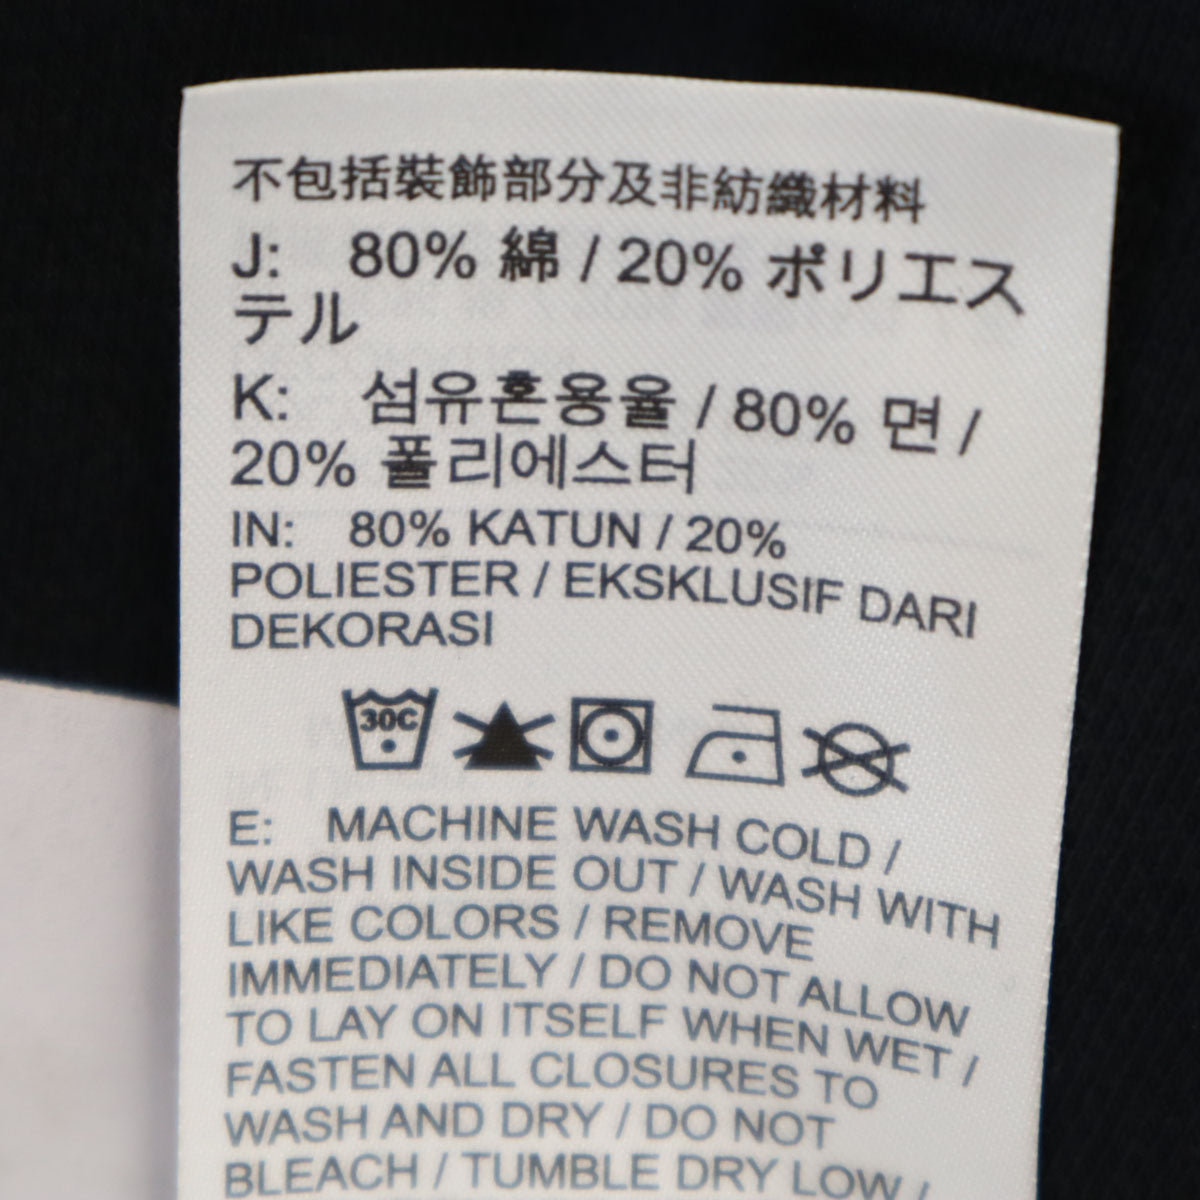 不包括裝飾部分及非紡織材料
J: 80% 綿 / 20% ポリエス
テル
K: 섬유혼용율 / 80% 면 /
20% 폴리에스터
IN: 80% KATUN / 20%
POLIESTER / EKSKLUSIF DARI
DEKORASI
30C
E: MACHINE WASH COLD /
WASH INSIDE OUT / WASH WITH
LIKE COLORS / REMOVE
IMMEDIATELY / DO NOT ALLOW
TO LAY ON ITSELF WHEN WET /
FASTEN ALL CLOSURES TO
WASH AND DRY / DO NOT
BLEACH / TUMBLE DRY LOW /